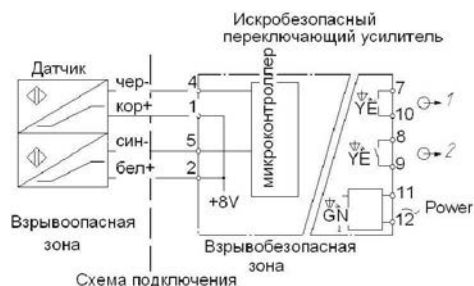 Искробезопасный
переключающий усилитель
Датчик
чер-
4
кор+
1
син-
5
бел+
2
+8V
микроконтроллер
7
YE
10
1
8
YE
9
2
11
GN
12
Power
Взрывоопасная
зона
Взрывобезопасная
зона
Схема подключения